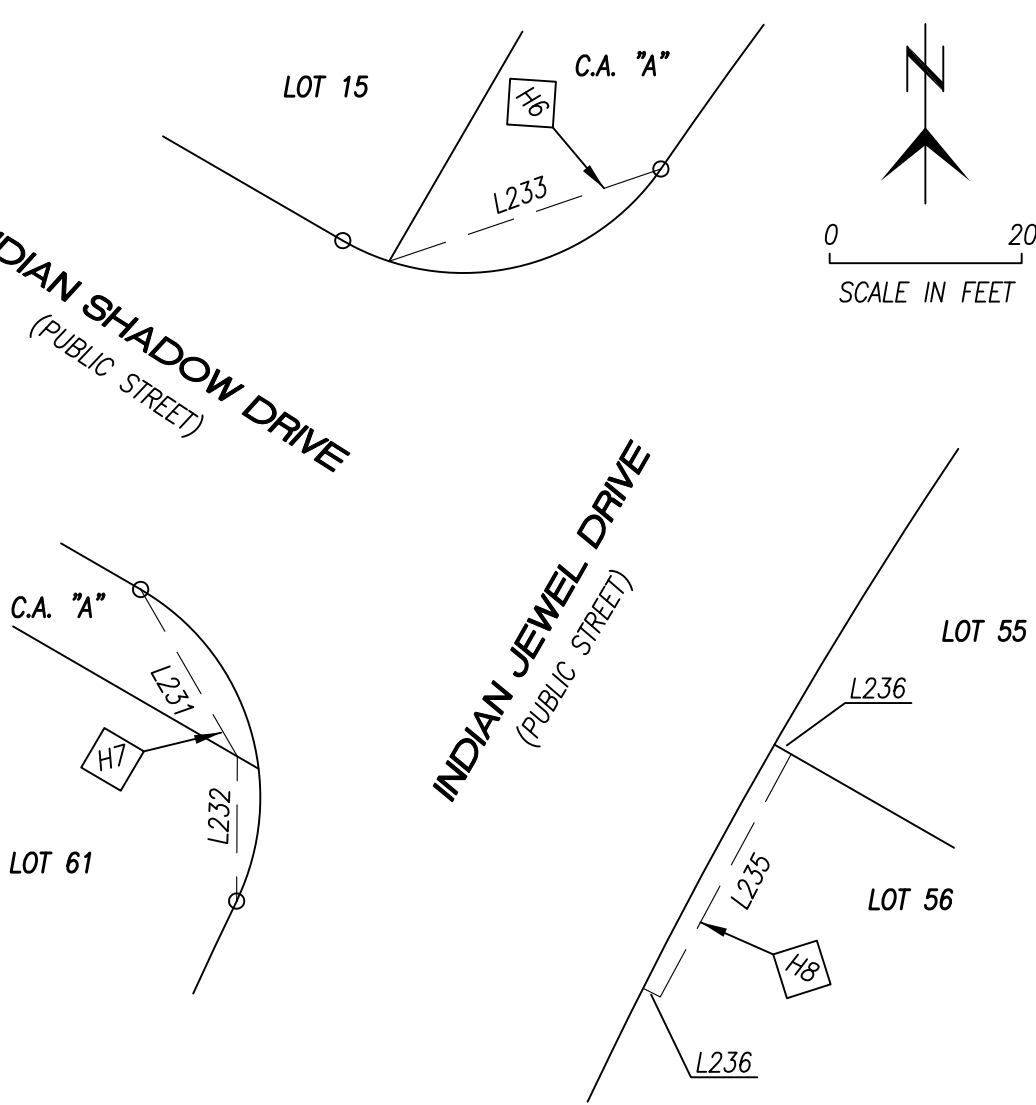 LOT 15
C.A. "A"
H6
N
L233
0 20
SCALE IN FEET
DIAN SHADOW DRIVE
(PUBLIC STREET)
INDIAN JEWEL DRIVE
(PUBLIC STREET)
C.A. "A"
L231
H7
L232
LOT 61
LOT 55
L236
L235
LOT 56
H8
L236